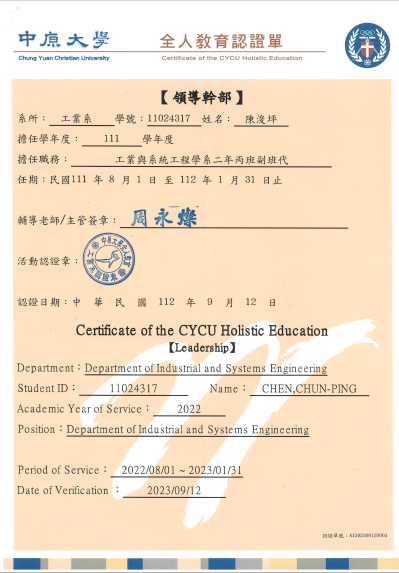 中原大學
Chung Yuan Christian University
全人教育認證單
Certificate of the CYCU Holistic Education
【領導幹部】
系所： 工業系 學號：11024317 姓名： 陳浚坪
擔任學年度： 111 學年度
擔任職務： 工業與系統工程學系二年丙班副班代
任期：民國111 年 8 月 1 日 至 112 年 1 月 31 日止
輔導老師/主管簽章： 周永燦
活動認證章：
認證日期：中 華 民 國 112 年 9 月 12 日
Certificate of the CYCU Holistic Education
【Leadership】
Department：Department of Industrial and Systems Engineering
Student ID： 11024317 Name： CHEN,CHUN-PING
Academic Year of Service： 2022
Position：Department of Industrial and Systems Engineering
Period of Service： 2022/08/01 ~ 2023/01/31
Date of Verification ： 2023/09/12